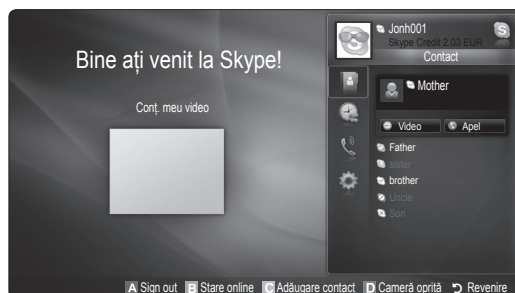 Bine ați venit la Skype!
Conț. meu video
Jonh001
Skype Credit 2.03 EUR
Contact
Mother
Video Apel
Father
sister
brother
Uncle
Son
A Sign out B Stare online C Adăugare contact D Cameră oprită Revenire